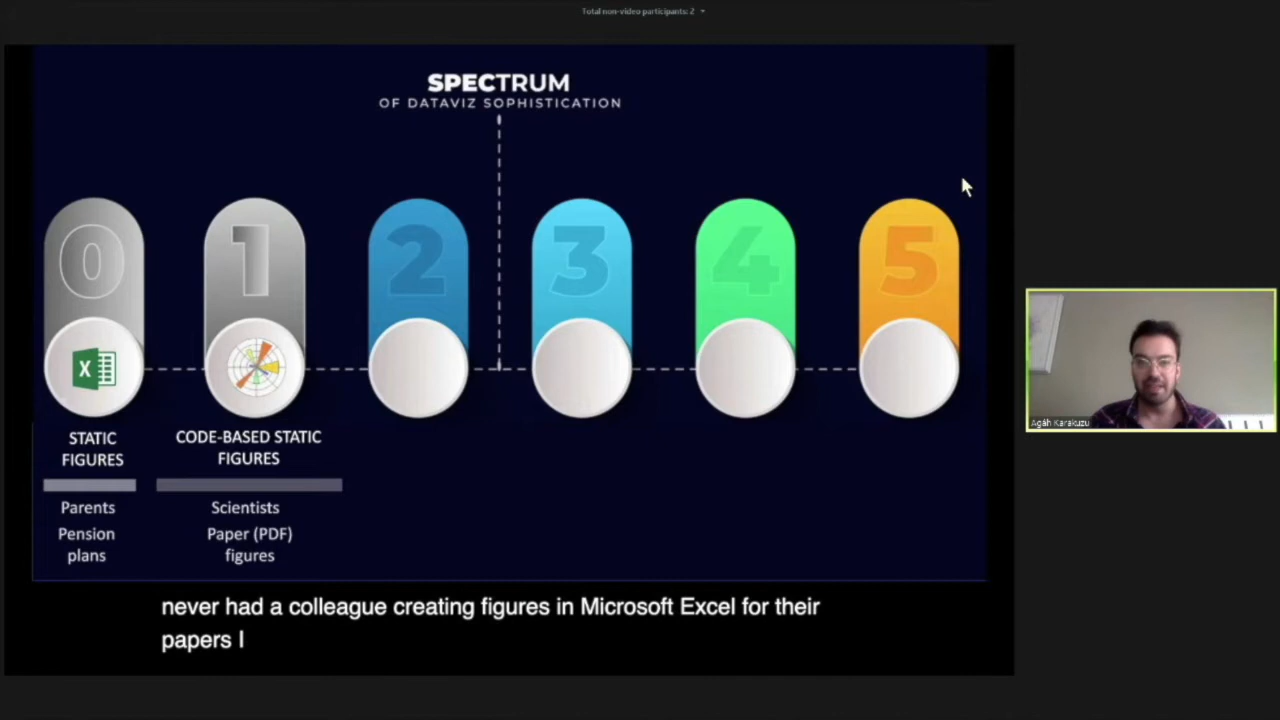 Total non-video participants: 2
SPECTRUM
OF DATAVIZ SOPHISTICATION
0 1 2 3 4 5
X
STATIC
FIGURES
CODE-BASED STATIC
FIGURES
Parents
Pension
plans
Scientists
Paper (PDF)
figures
never had a colleague creating figures in Microsoft Excel for their
papers I
Agâh Karakuzu